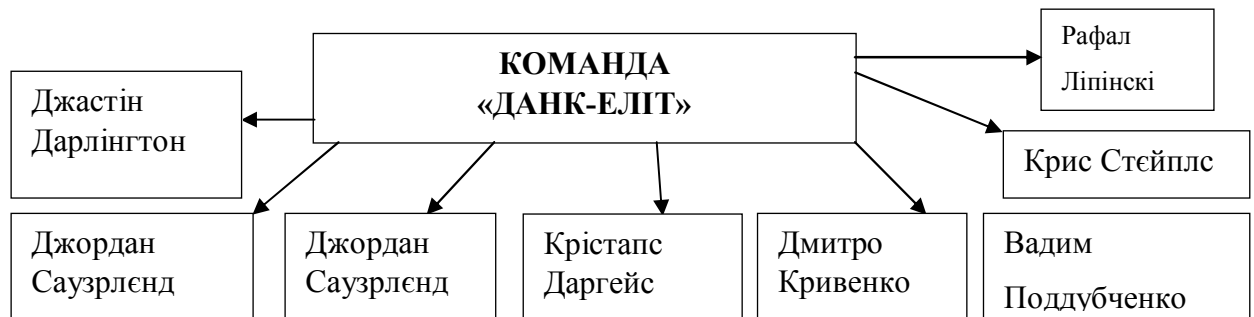 КОМАНДА
«ДАНК-ЕЛІТ»
Рафал
Ліпінскі
Джастін
Дарлінгтон
Крис Стєйплс
Джордан
Саузрлєнд
Джордан
Саузрлєнд
Крістапс
Даргейс
Дмитро
Кривенко
Вадим
Поддубченко